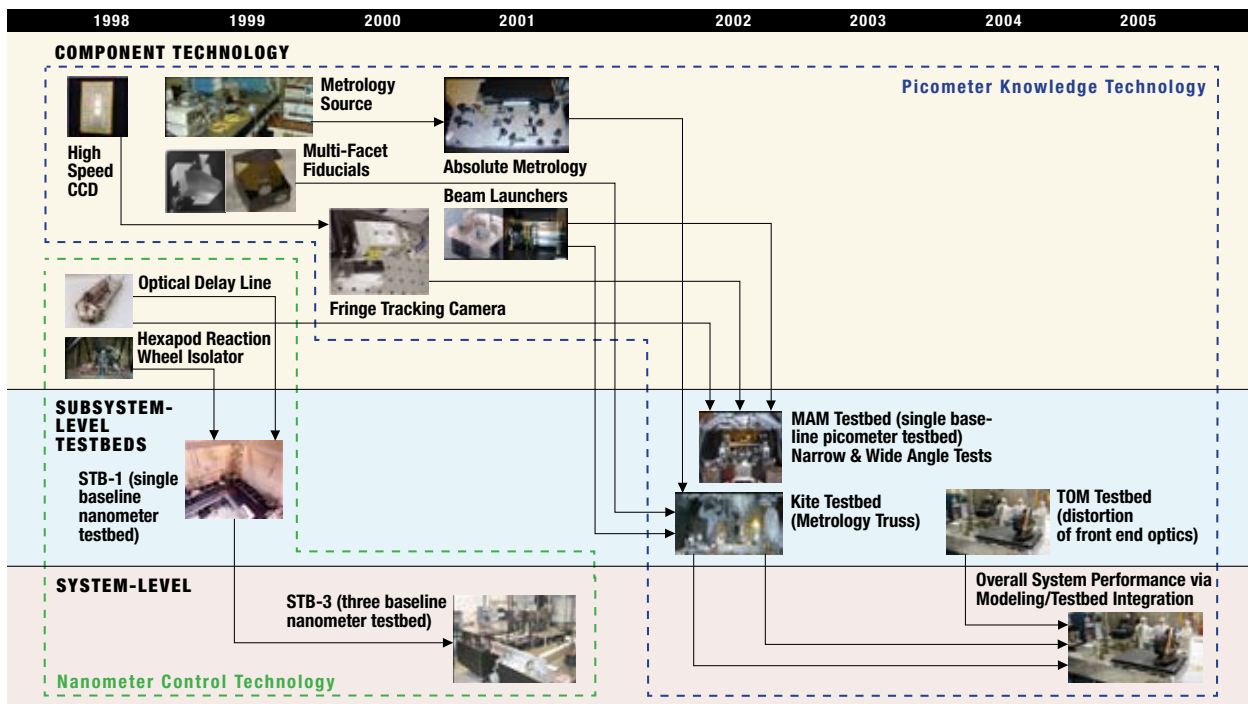 1998 1999 2000 2001 2002 2003 2004 2005
COMPONENT TECHNOLOGY
Picometer Knowledge Technology
Metrology
Source
High
Speed
CCD
Multi-Facet
Fiducials
Absolute Metrology
Beam Launchers
Optical Delay Line
Fringe Tracking Camera
Hexapod Reaction
Wheel Isolator
SUBSYSTEM-
LEVEL
TESTBEDS
STB-1 (single
baseline
nanometer
testbed)
MAM Testbed (single base-
line picometer testbed)
Narrow & Wide Angle Tests
Kite Testbed
(Metrology Truss)
TOM Testbed
(distortion
of front end optics)
SYSTEM-LEVEL
STB-3 (three baseline
nanometer testbed)
Overall System Performance via
Modeling/Testbed Integration
Nanometer Control Technology